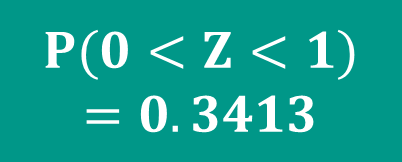 P(0 < Z < 1)
= 0.3413